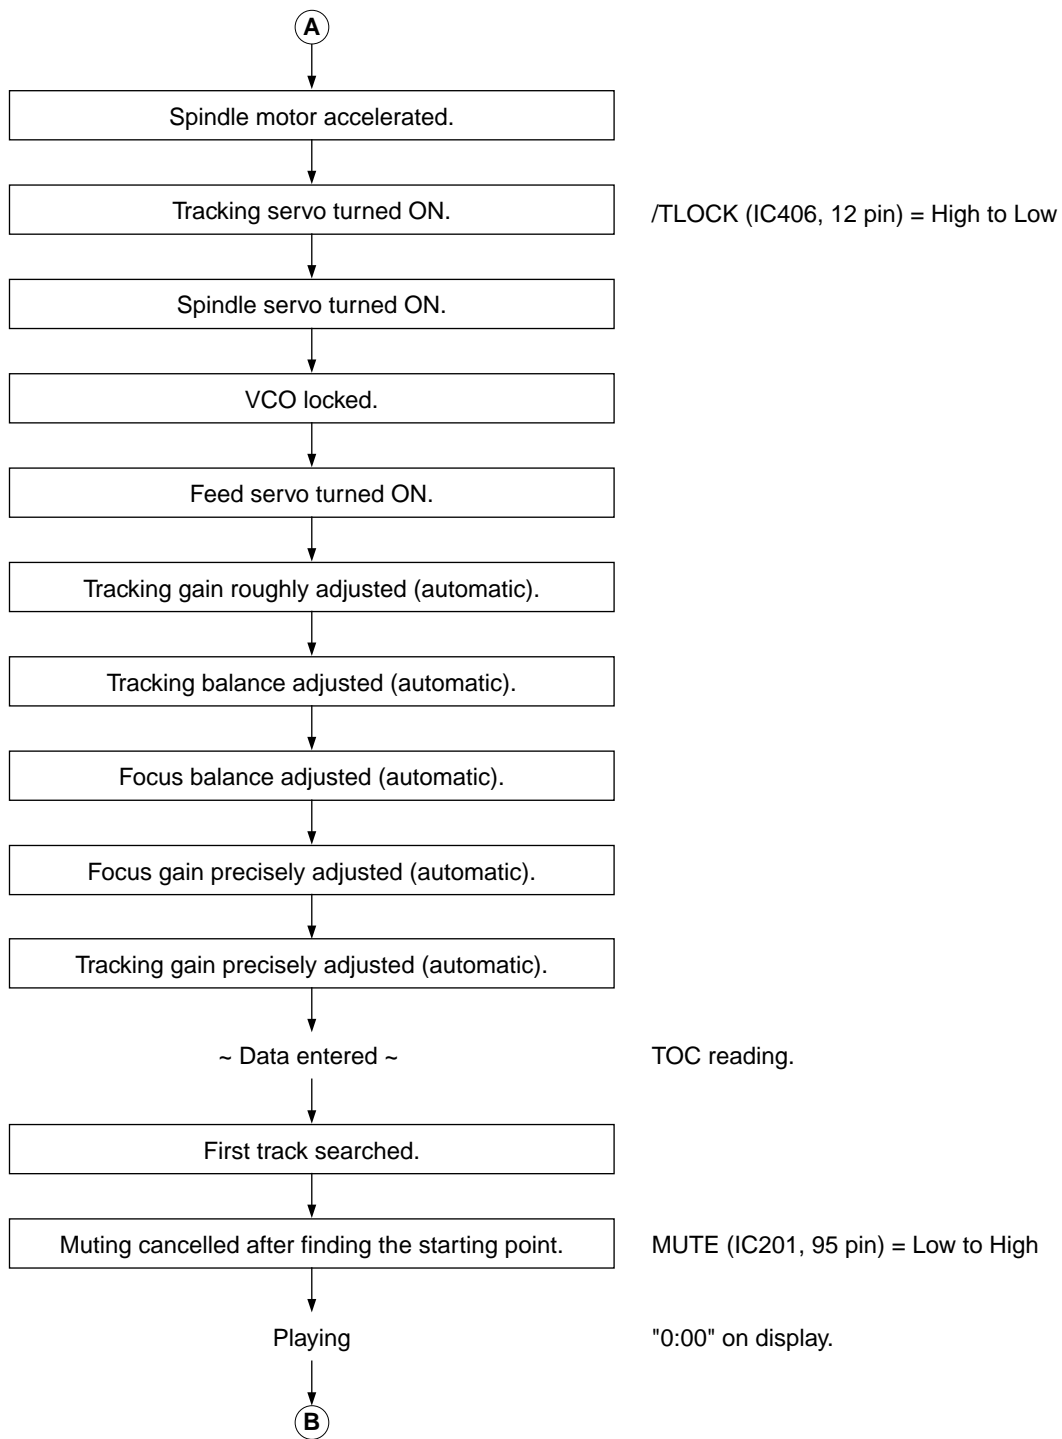 A
Spindle motor accelerated.
Tracking servo turned ON.
/TLOCK (IC406, 12 pin) = High to Low
Spindle servo turned ON.
VCO locked.
Feed servo turned ON.
Tracking gain roughly adjusted (automatic).
Tracking balance adjusted (automatic).
Focus balance adjusted (automatic).
Focus gain precisely adjusted (automatic).
Tracking gain precisely adjusted (automatic).
~ Data entered ~
TOC reading.
First track searched.
Muting cancelled after finding the starting point.
MUTE (IC201, 95 pin) = Low to High
Playing
"0:00" on display.
B